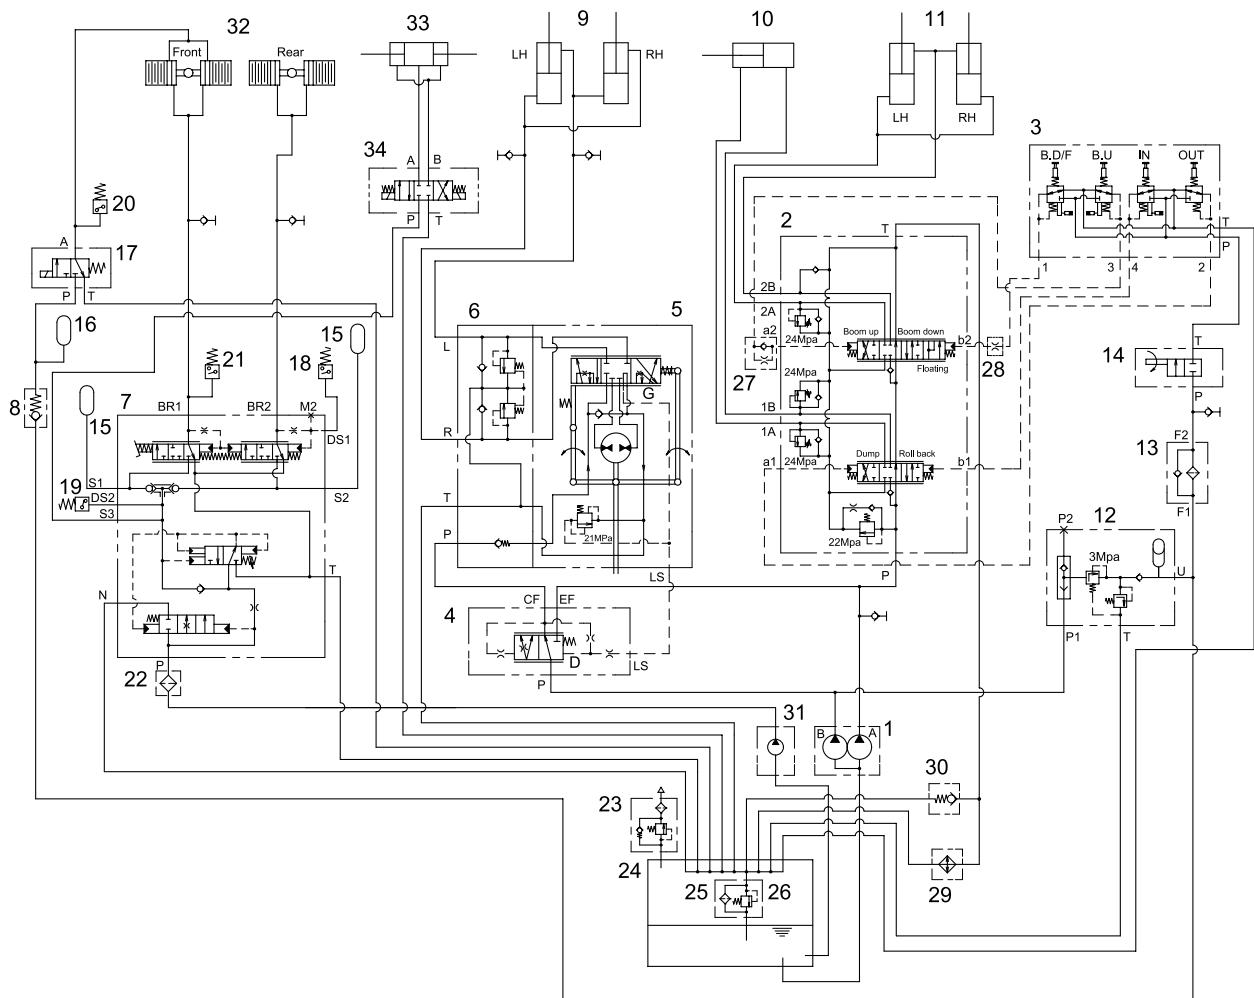 32
33
9
10
11
Front
Rear
LH
RH
LH
RH
3
B.D/F
B.U
IN
OUT
34
A
B
P
T
20
A
17
P
T
2
T
T
P
1
3
4
2
2B
2A
a2
24Mpa
Boom up
Boom down
Floating
b2
27
28
24Mpa
1B
1A
24Mpa
a1
Dump
Roll back
b1
22Mpa
P
6
5
L
R
T
P
G
21MPa
LS
16
15
21
18
8
15
7
BR1
BR2
M2
DS1
S1
S2
19
DS2
S3
T
N
P
22
14
T
P
13
F2
F1
P2
12
3Mpa
U
P1
T
4
CF
EF
D
LS
P
31
B
A
1
30
23
24
25
26
29